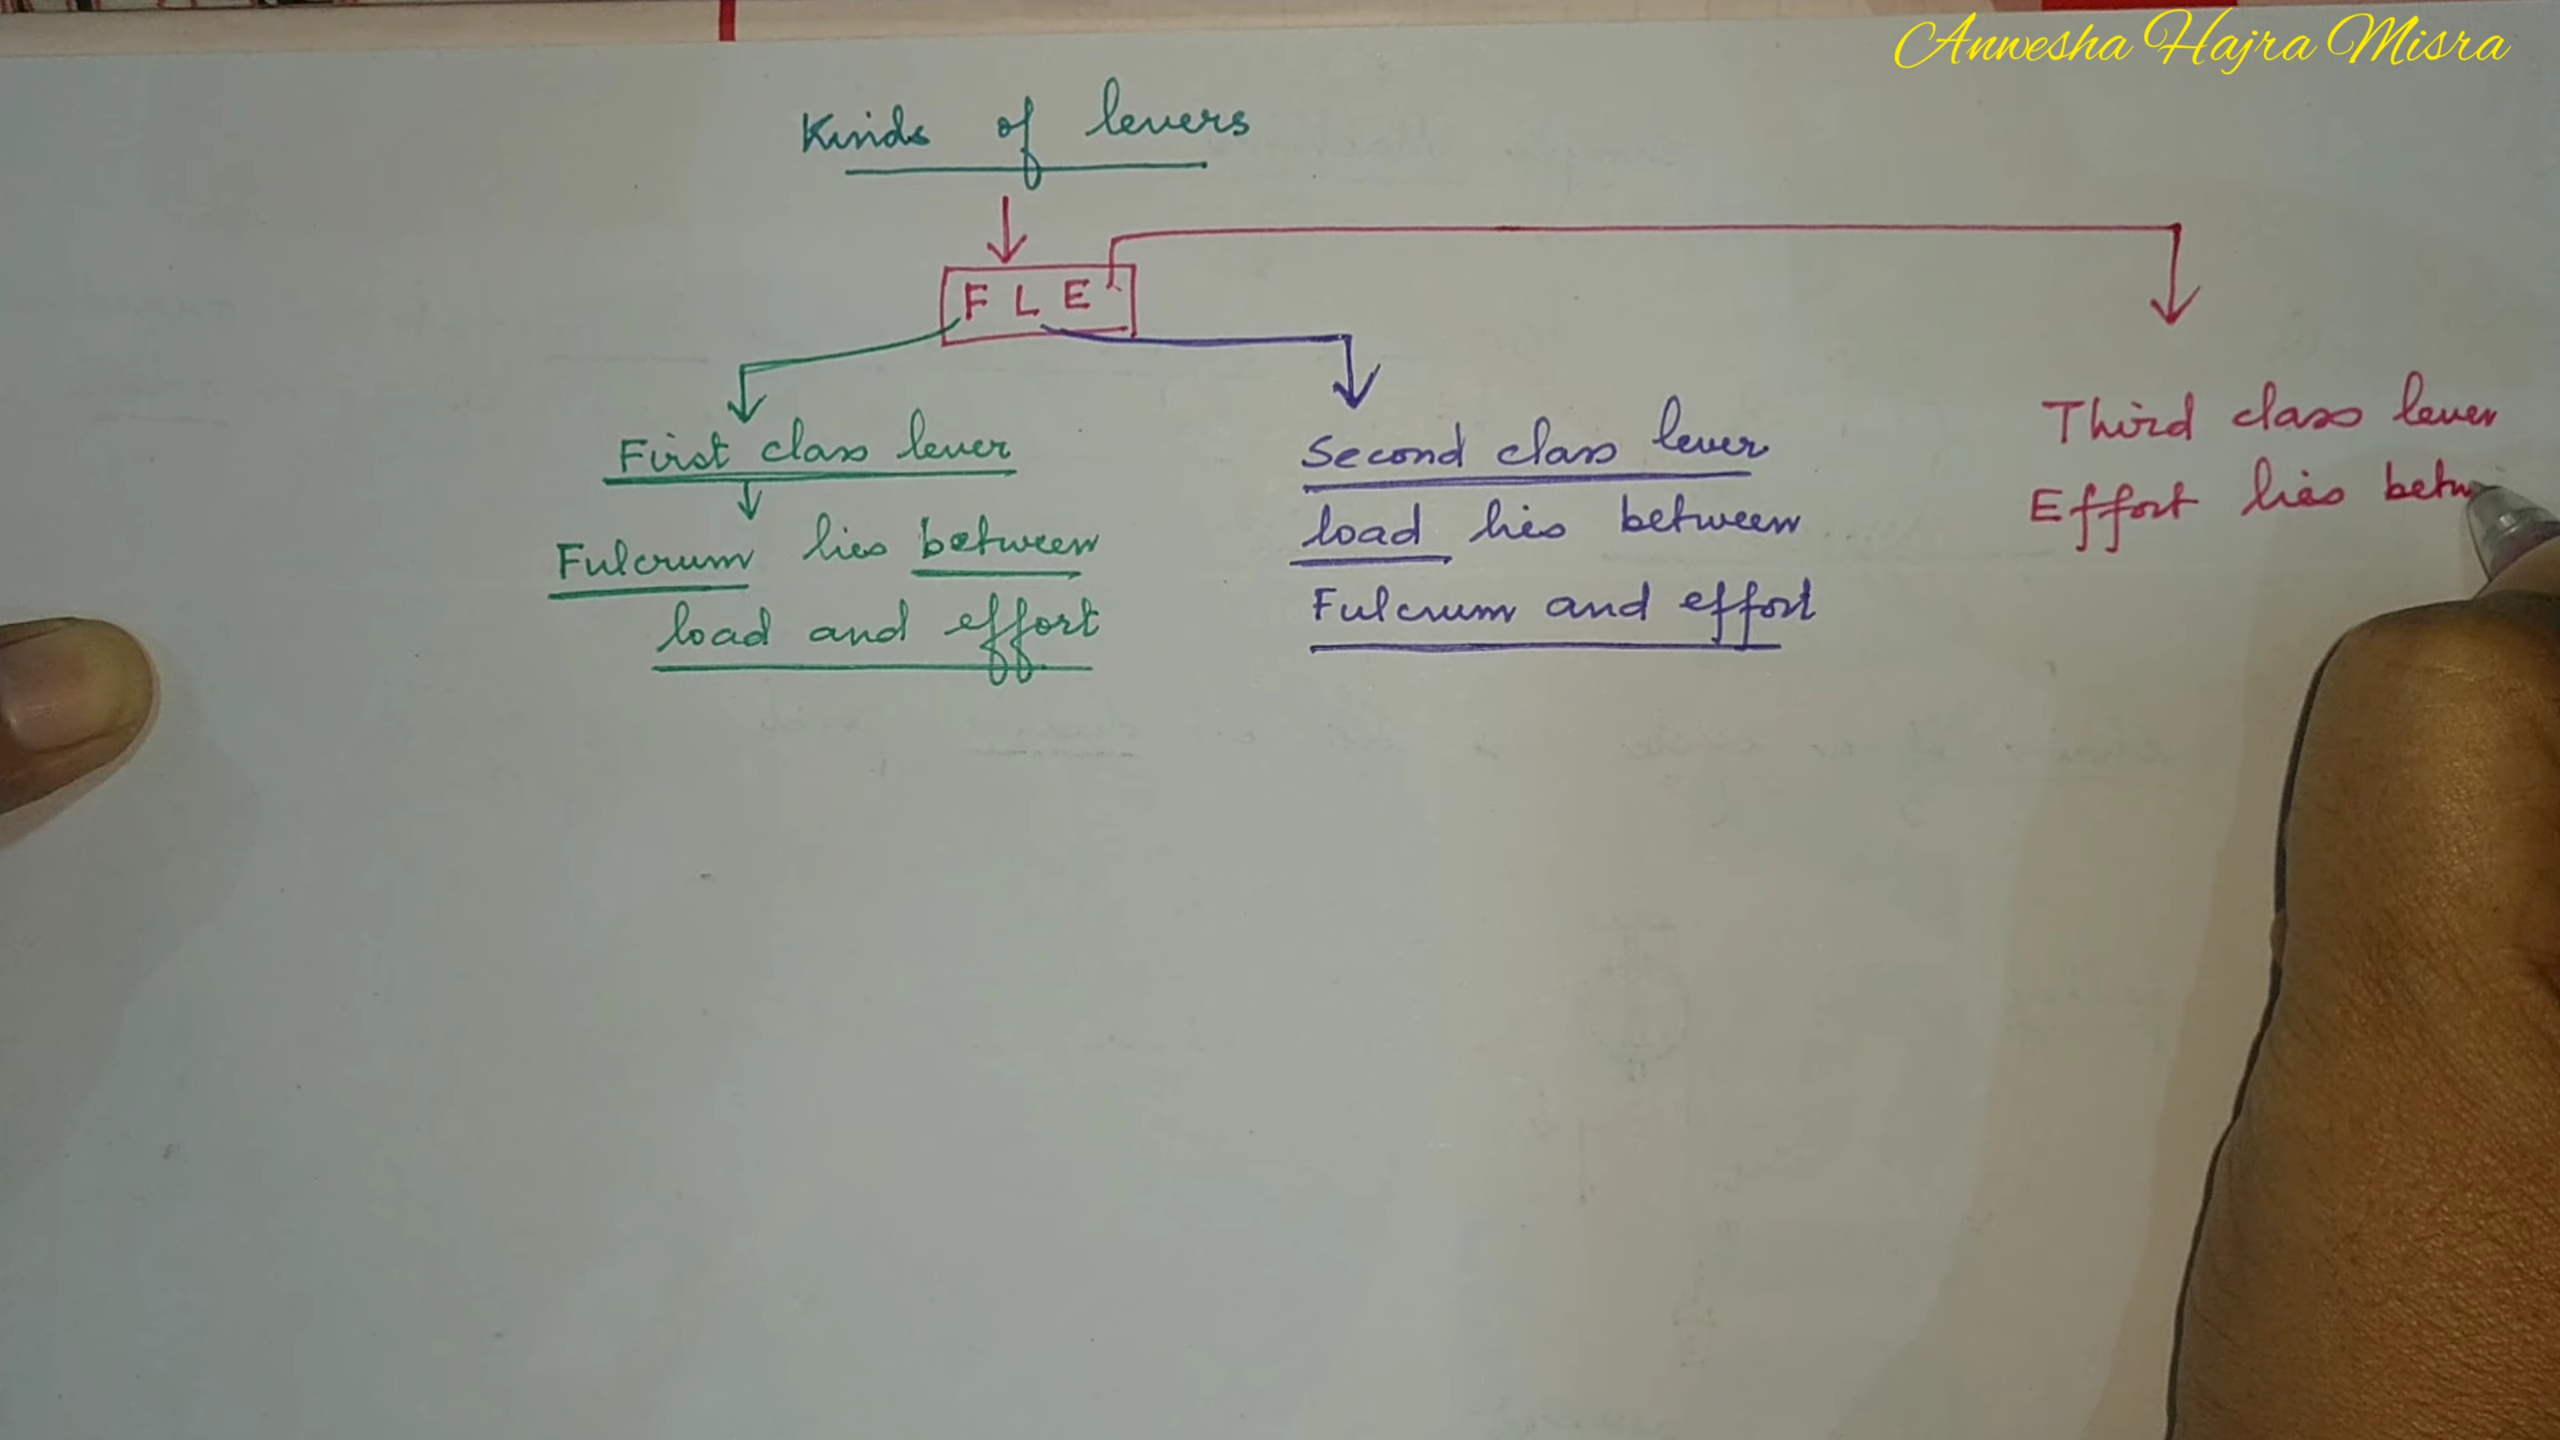 Anwesha Hajra Misra
Kinds of levers
F L E
First class lever
Fulcrum lies between
load and effort
Second class lever
load lies between
Fulcrum and effort
Third class lever
Effort lies betw